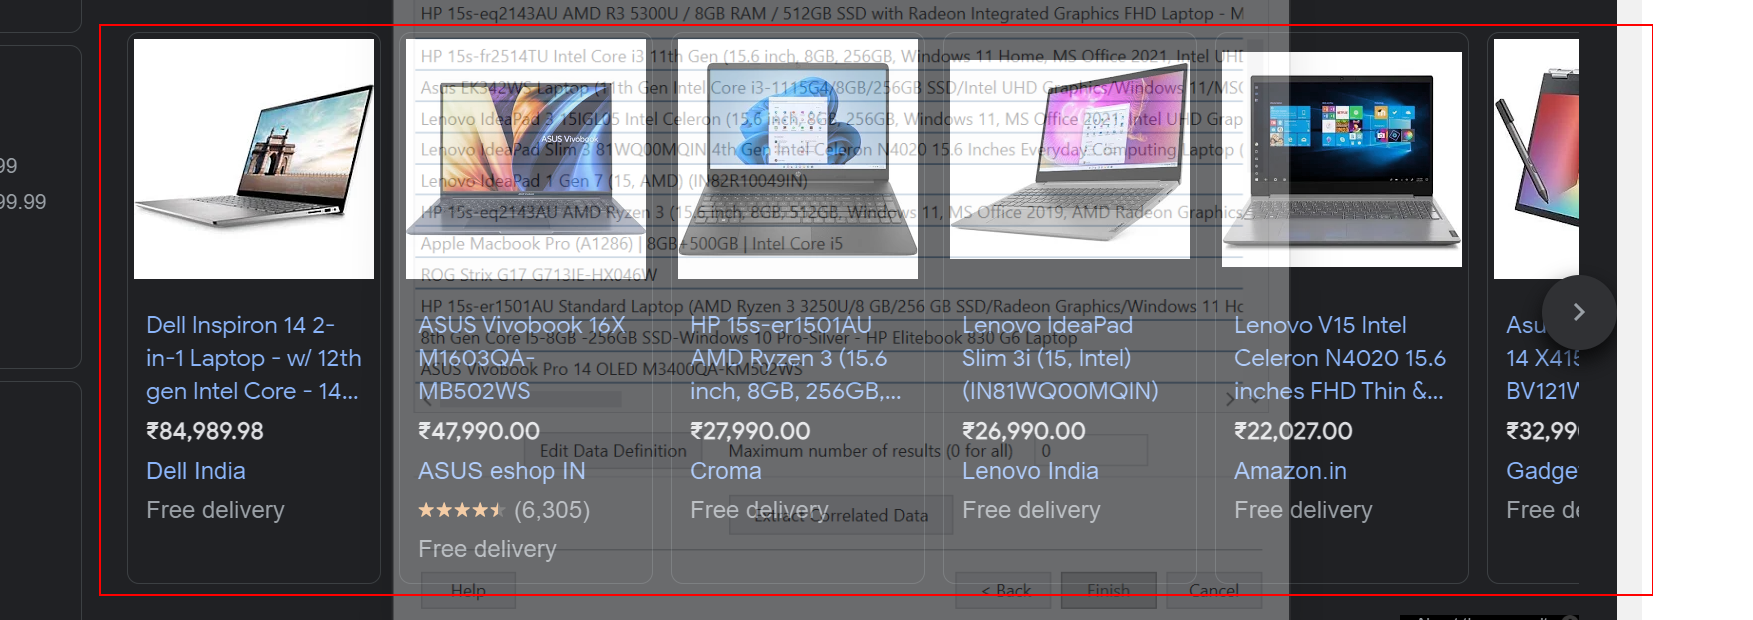 HP 15s-eq2143AU AMD R3 5300U / 8GB RAM / 512GB SSD with Radeon Integrated Graphics FHD Laptop - M
HP 15s-fr2514TU Intel Core i3 11th Gen (15.6 inch, 8GB, 256GB, Windows 11 Home, MS Office 2021, Intel UHD
Asus EK342WS Laptop (11th Gen Intel Core i3-1115G4/8GB/256GB SSD/Intel UHD Graphics/Windows 11/MSO
Lenovo IdeaPad 3 15IGL05 Intel Celeron (15.6 inch, 8GB, 256GB, Windows 11, MS Office 2021, Intel UHD Grap
Lenovo IdeaPad Slim 3 81WQ00MQIN 4th Gen Intel Celeron N4020 15.6 Inches Everyday Computing Laptop (
Lenovo IdeaPad 1 Gen 7 (15, AMD) (IN82R10049IN)
HP 15s-eq2143AU AMD Ryzen 3 (15.6 inch, 8GB, 512GB, Windows 11, MS Office 2019, AMD Radeon Graphics,
Apple Macbook Pro (A1286) | 8GB+500GB | Intel Core i5
ROG Strix G17 G713IE-HX046W
HP 15s-er1501AU Standard Laptop (AMD Ryzen 3 3250U/8 GB/256 GB SSD/Radeon Graphics/Windows 11 Ho
8th Gen Core I5-8GB -256GB SSD-Windows 10 Pro-Silver - HP Elitebook 830 G6 Laptop
ASUS Vivobook Pro 14 OLED M3400QA-KM502WS
Edit Data Definition
Maximum number of results (0 for all)
0
Extract Correlated Data
Help
< Back
Finish
Cancel
99
99.99
ASUS Vivobook
Dell Inspiron 14 2-
in-1 Laptop - w/ 12th
gen Intel Core - 14...
₹84,989.98
Dell India
Free delivery
ASUS Vivobook 16X
M1603QA-
MB502WS
₹47,990.00
ASUS eshop IN
(6,305)
Free delivery
HP 15s-er1501AU
AMD Ryzen 3 (15.6
inch, 8GB, 256GB,...
₹27,990.00
Croma
Free delivery
Lenovo IdeaPad
Slim 3i (15, Intel)
(IN81WQ00MQIN)
₹26,990.00
Lenovo India
Free delivery
Lenovo V15 Intel
Celeron N4020 15.6
inches FHD Thin &...
₹22,027.00
Amazon.in
Free delivery
Asu
14 X415
BV121W
₹32,99
Gadge
Free de